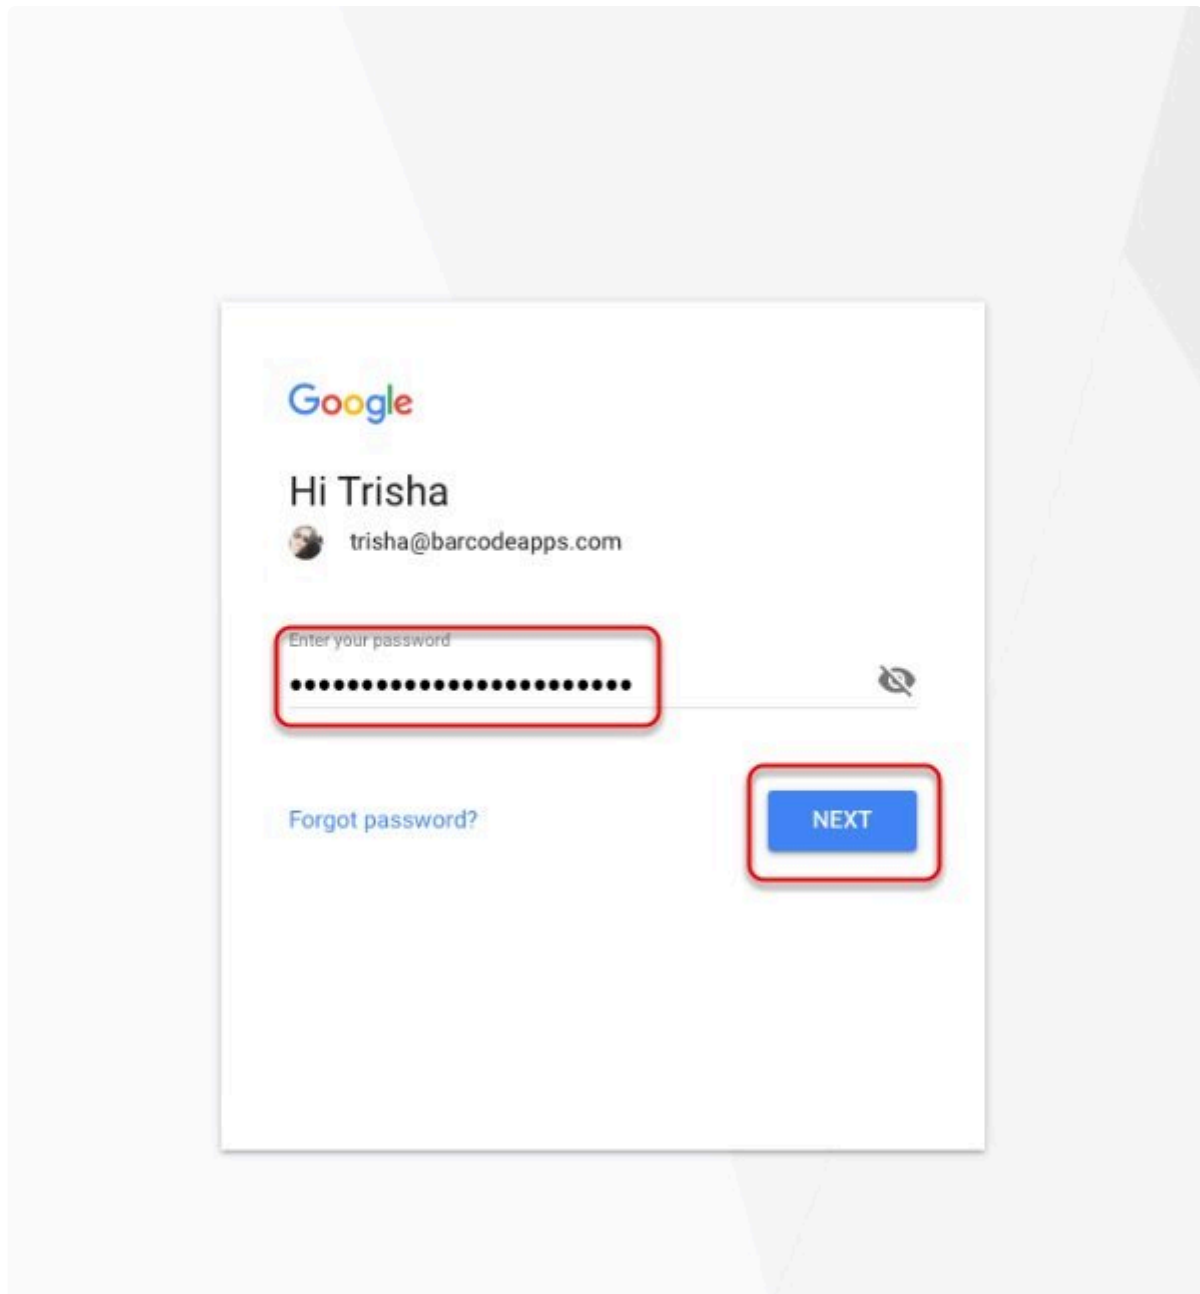 Google
Hi Trisha
trisha@barcodeapps.com
Enter your password
••••••••••••••••••••••••
Forgot password? NEXT